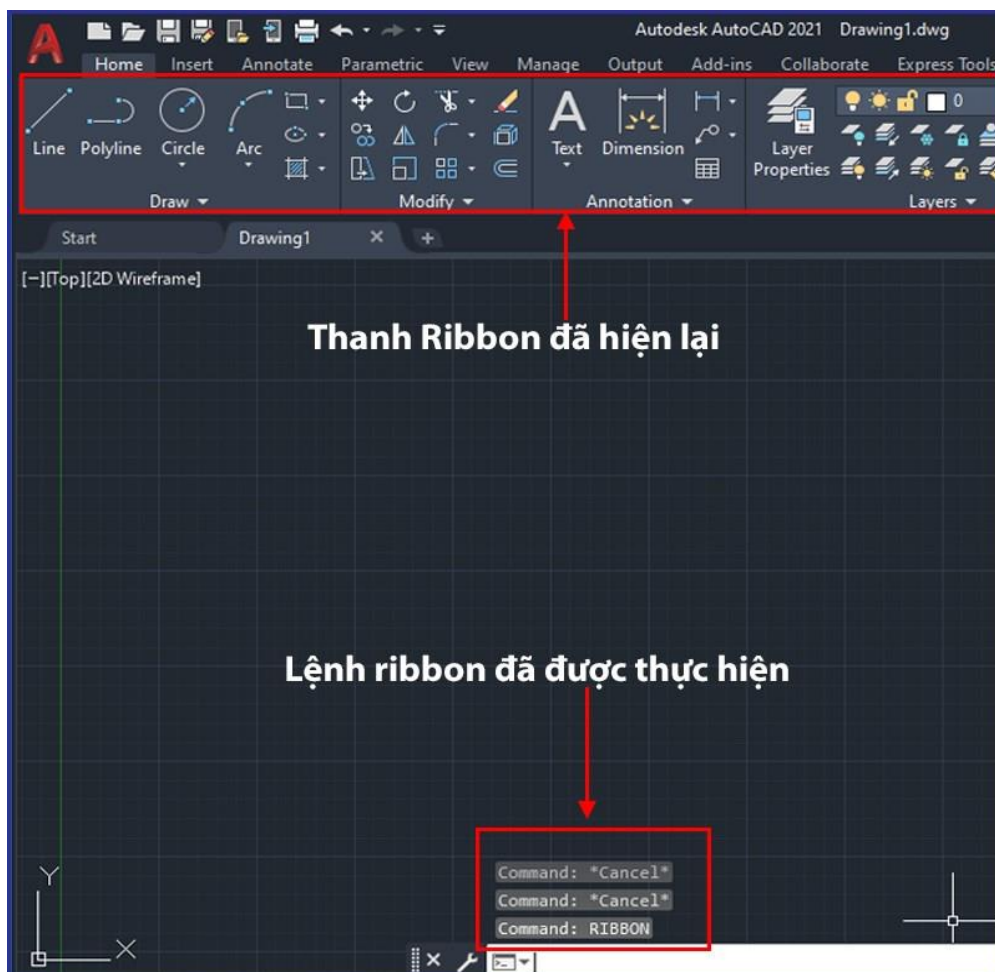 A
Autodesk AutoCAD 2021 Drawing1.dwg
Home Insert Annotate Parametric View Manage Output Add-ins Collaborate Express Tools
0
Line Polyline Circle Arc
A
Text Dimension
Layer
Properties
Draw
Modify
Annotation
Layers
Start Drawing1
[−][Top][2D Wireframe]
Thanh Ribbon đã hiện lại
Lệnh ribbon đã được thực hiện
Command: *Cancel*
Command: *Cancel*
Command: RIBBON
Y
X